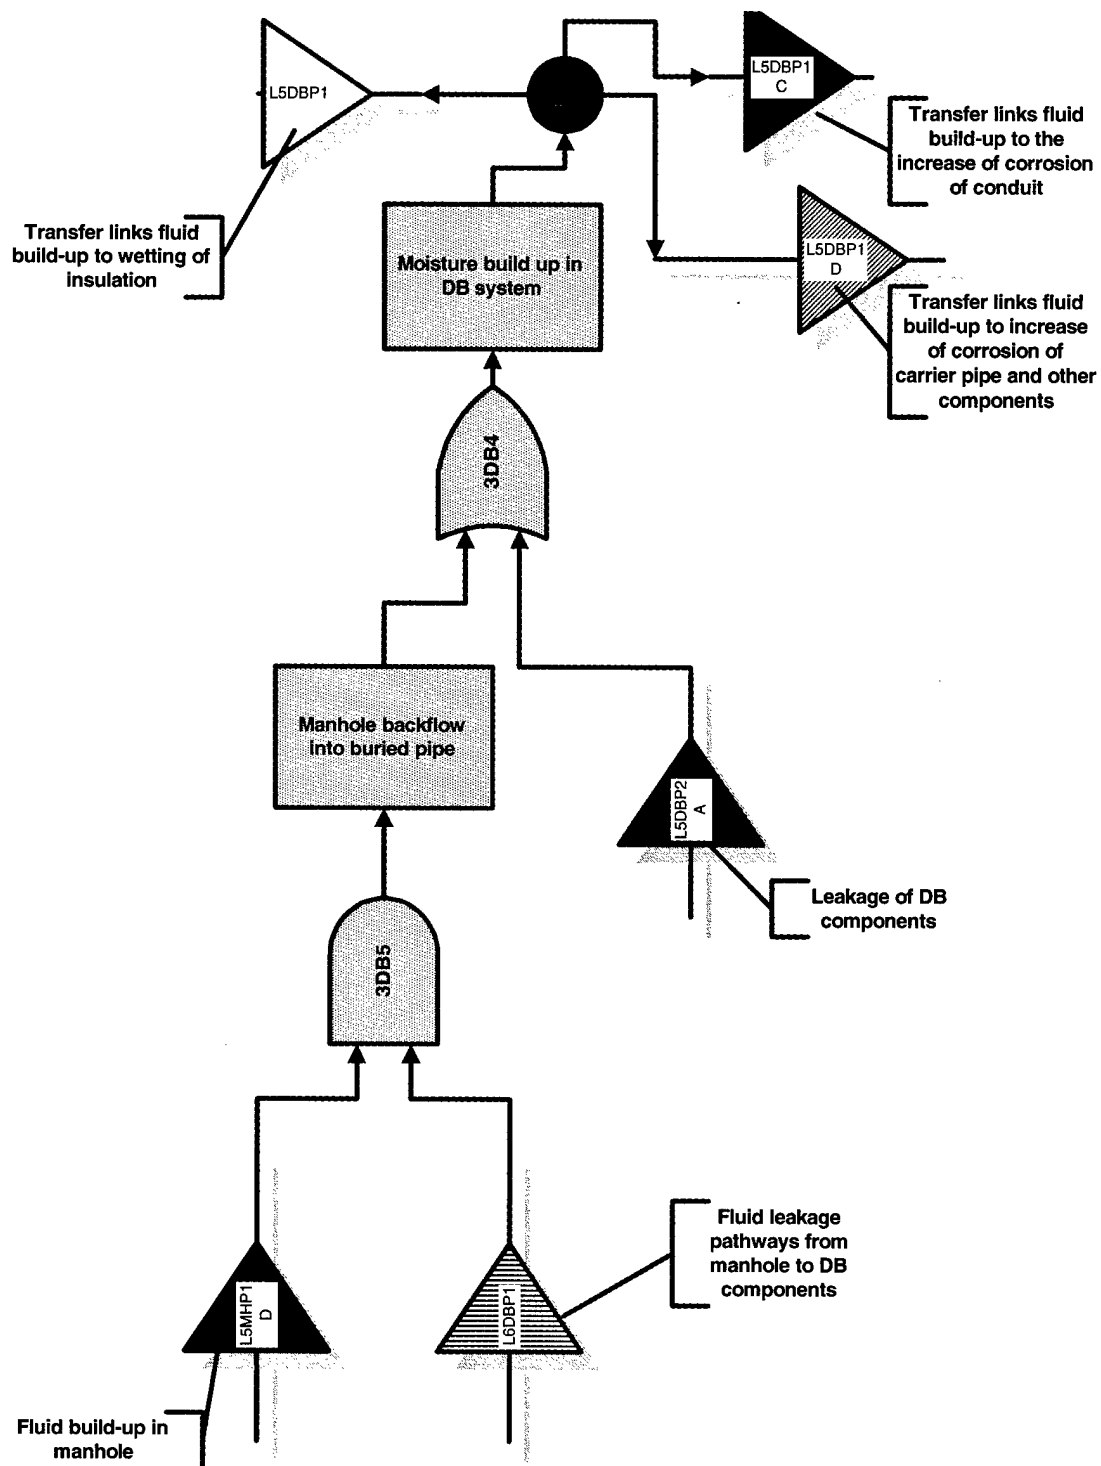 L5DBP1
L5DBP1
C
Transfer links fluid
build-up to the
increase of corrosion
of conduit
Transfer links fluid
build-up to wetting of
insulation
Moisture build up in
DB system
L5DBP1
D
Transfer links fluid
build-up to increase
of corrosion of
carrier pipe and other
components
3DB4
Manhole backflow
into buried pipe
L5DBP2
A
Leakage of DB
components
3DB5
Fluid leakage
pathways from
manhole to DB
components
L5MHP1
D
L6DBP1
Fluid build-up in
manhole